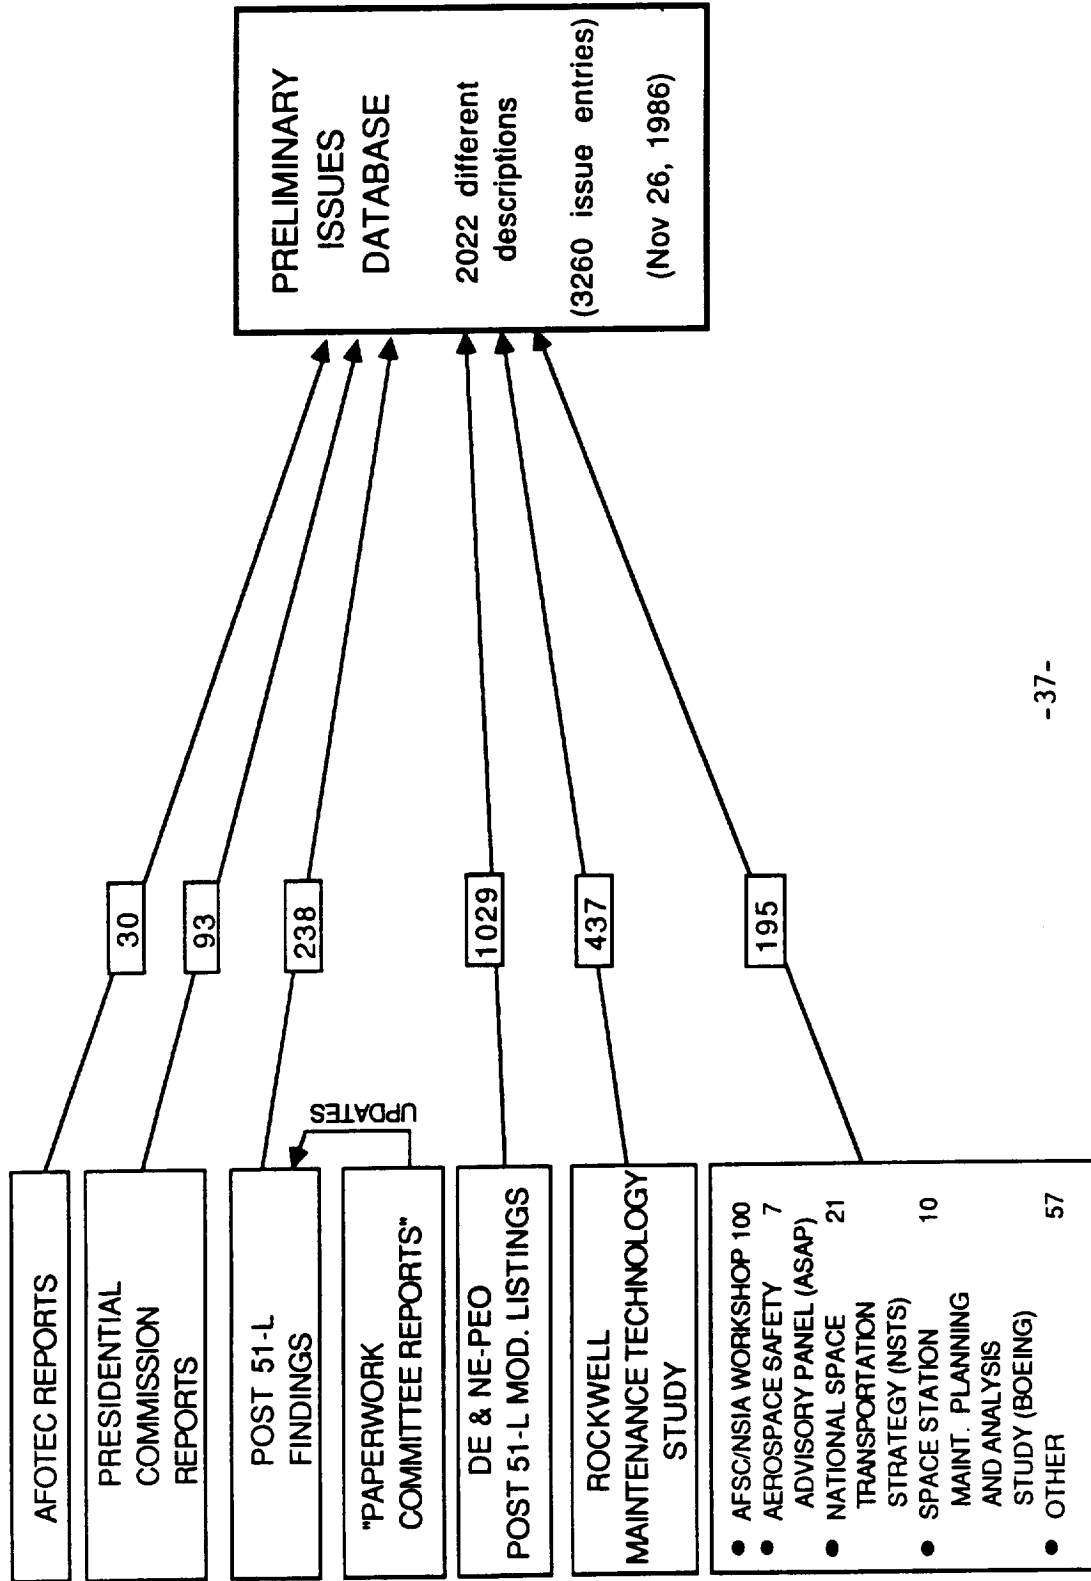 AFOTEC REPORTS
PRESIDENTIAL
COMMISSION
REPORTS
POST 51-L
FINDINGS
UPDATES
"PAPERWORK
COMMITTEE REPORTS"
DE & NE-PEO
POST 51-L MOD. LISTINGS
ROCKWELL
MAINTENANCE TECHNOLOGY
STUDY
● AFSC/NSIA WORKSHOP 100
● AEROSPACE SAFETY 7
ADVISORY PANEL (ASAP)
● NATIONAL SPACE 21
TRANSPORTATION
STRATEGY (NSTS)
● SPACE STATION 10
MAINT. PLANNING
AND ANALYSIS
STUDY (BOEING)
● OTHER 57
30
93
238
1029
437
195
PRELIMINARY
ISSUES
DATABASE
2022 different
descriptions
(3260 issue entries)
(Nov 26, 1986)
-37-